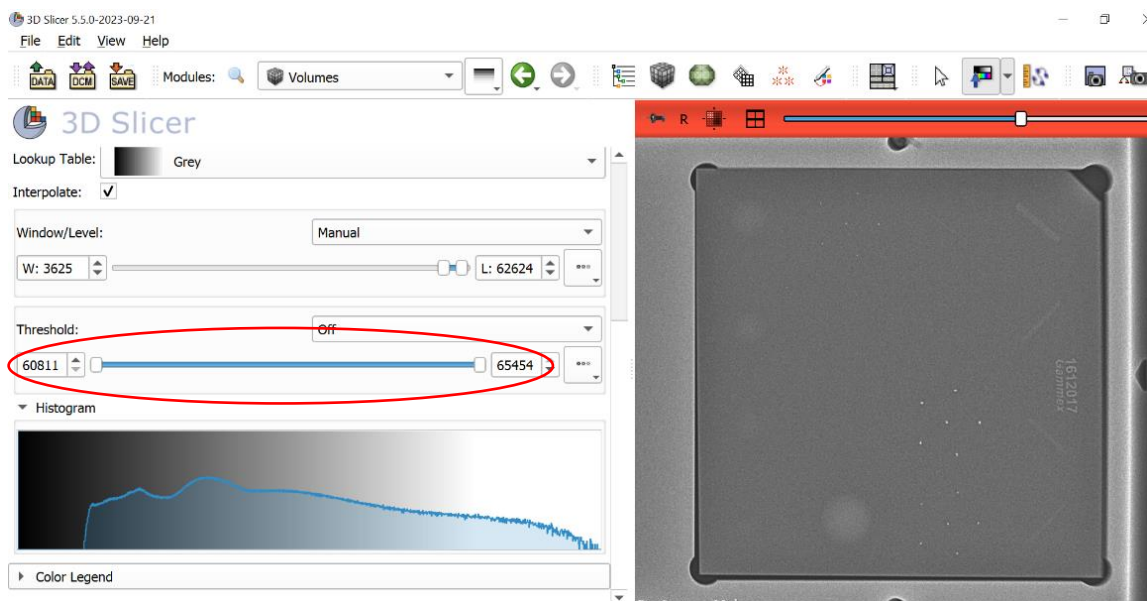 3D Slicer 5.5.0-2023-09-21
File Edit View Help
DATA DCM SAVE Modules: Volumes
3D Slicer
R
Lookup Table: Grey
Interpolate:
Window/Level: Manual
W: 3625 L: 62624
Threshold: Off
60811 65454
Histogram
Color Legend
1612017
Gammex